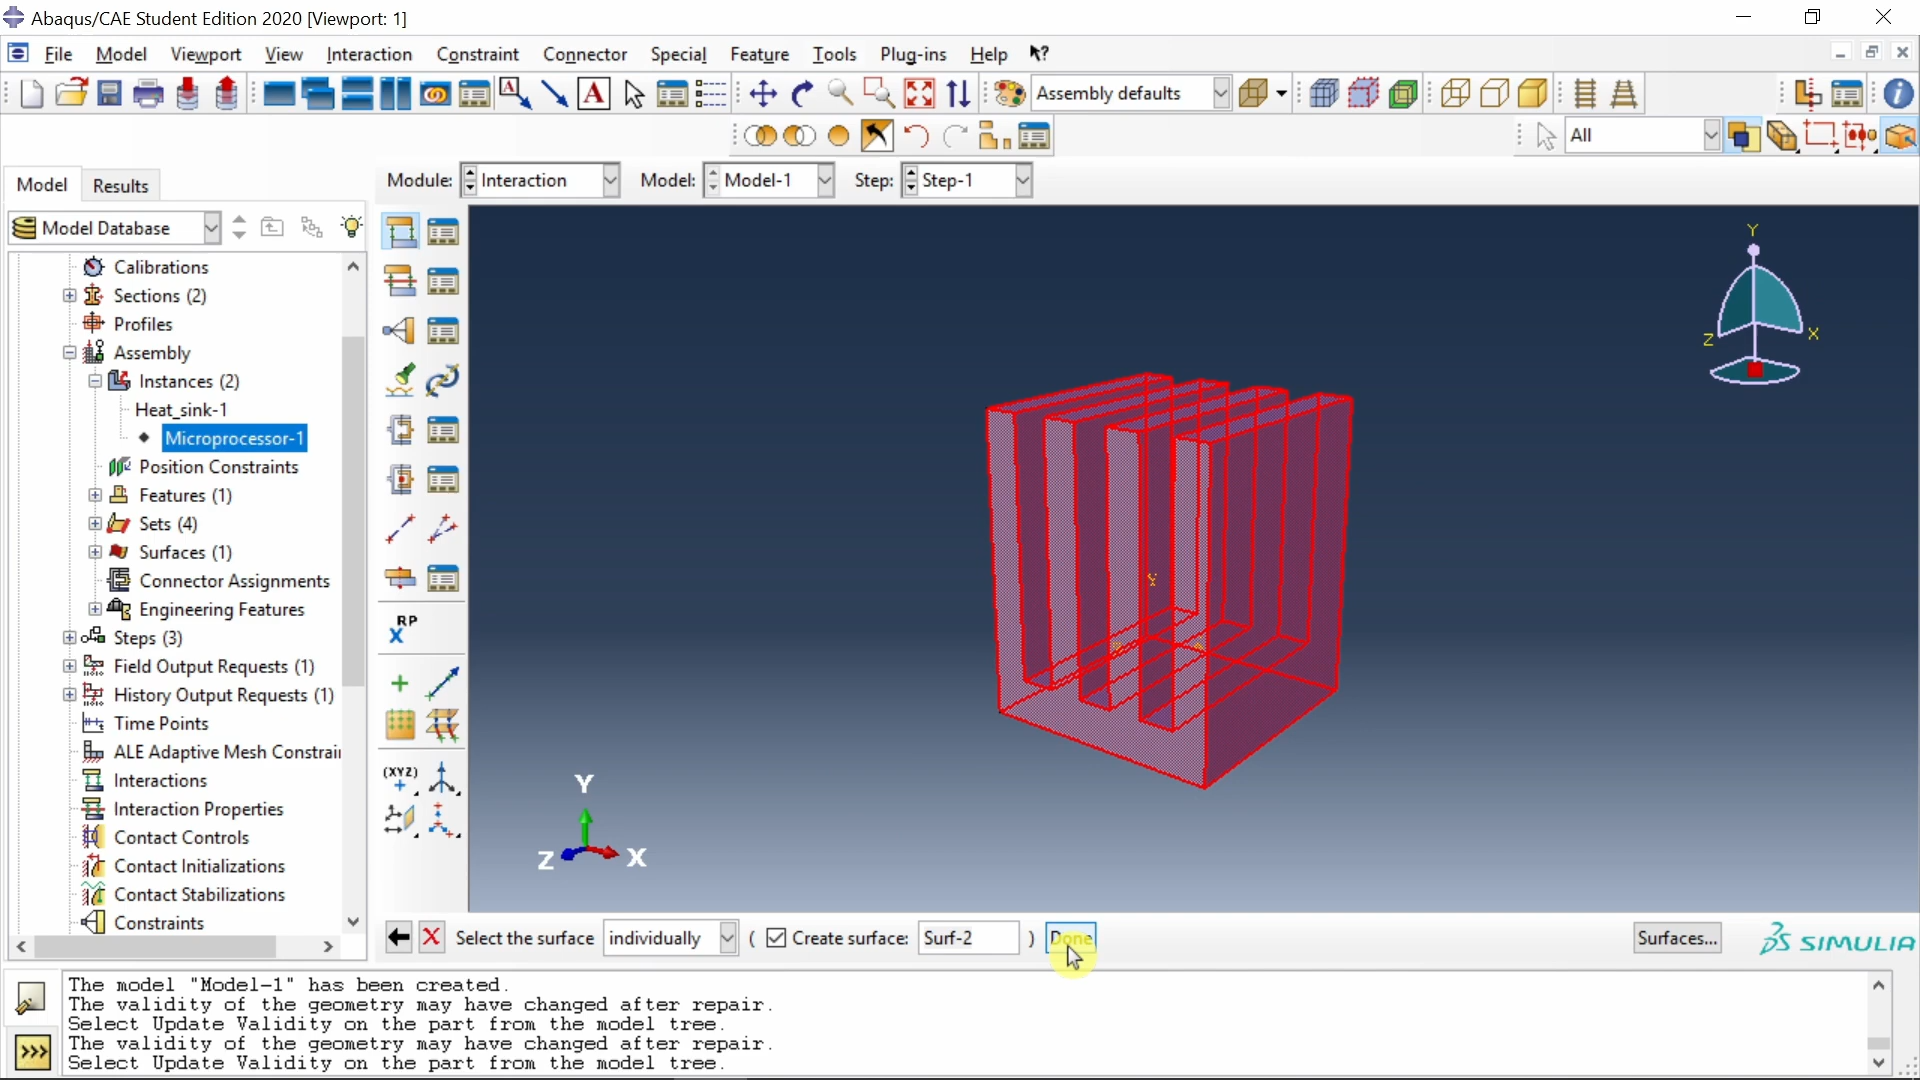 Abaqus/CAE Student Edition 2020 [Viewport: 1]
File Model Viewport View Interaction Constraint Connector Special Feature Tools Plug-ins Help
A A Assembly defaults
All
Model Results
Module: Interaction Model: Model-1 Step: Step-1
Model Database
Calibrations
Sections (2)
Profiles
Assembly
Instances (2)
Heat_sink-1
Microprocessor-1
Position Constraints
Features (1)
Sets (4)
Surfaces (1)
Connector Assignments
Engineering Features
Steps (3)
Field Output Requests (1)
History Output Requests (1)
Time Points
ALE Adaptive Mesh Constrai
Interactions
Interaction Properties
Contact Controls
Contact Initializations
Contact Stabilizations
Constraints
RP
X
(XYZ)
Y
Z X
Y
Y
Z X
Select the surface individually ( Create surface: Surf-2 ) Done
Surfaces...
SIMULIA
The model "Model-1" has been created.
The validity of the geometry may have changed after repair.
Select Update Validity on the part from the model tree.
The validity of the geometry may have changed after repair.
Select Update Validity on the part from the model tree.
>>>